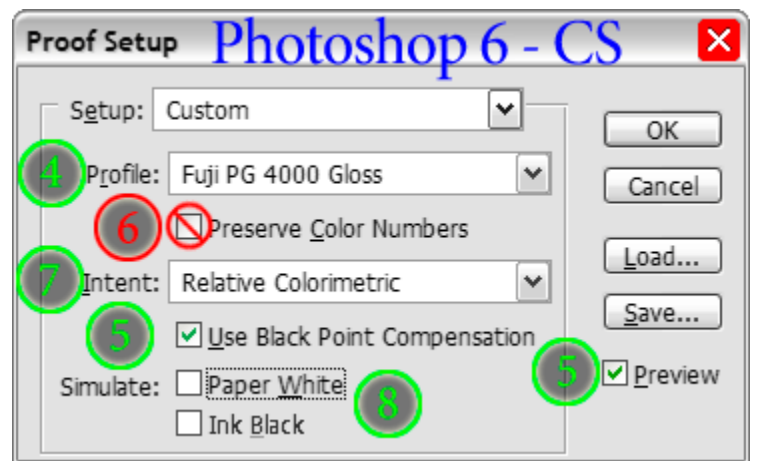 Proof Setup Photoshop 6 - CS
Setup: Custom
OK
4 Profile: Fuji PG 4000 Gloss
Cancel
6 Preserve Color Numbers
Load...
7 Intent: Relative Colorimetric
Save...
5 Use Black Point Compensation
5 Preview
Simulate: Paper White 8
Ink Black